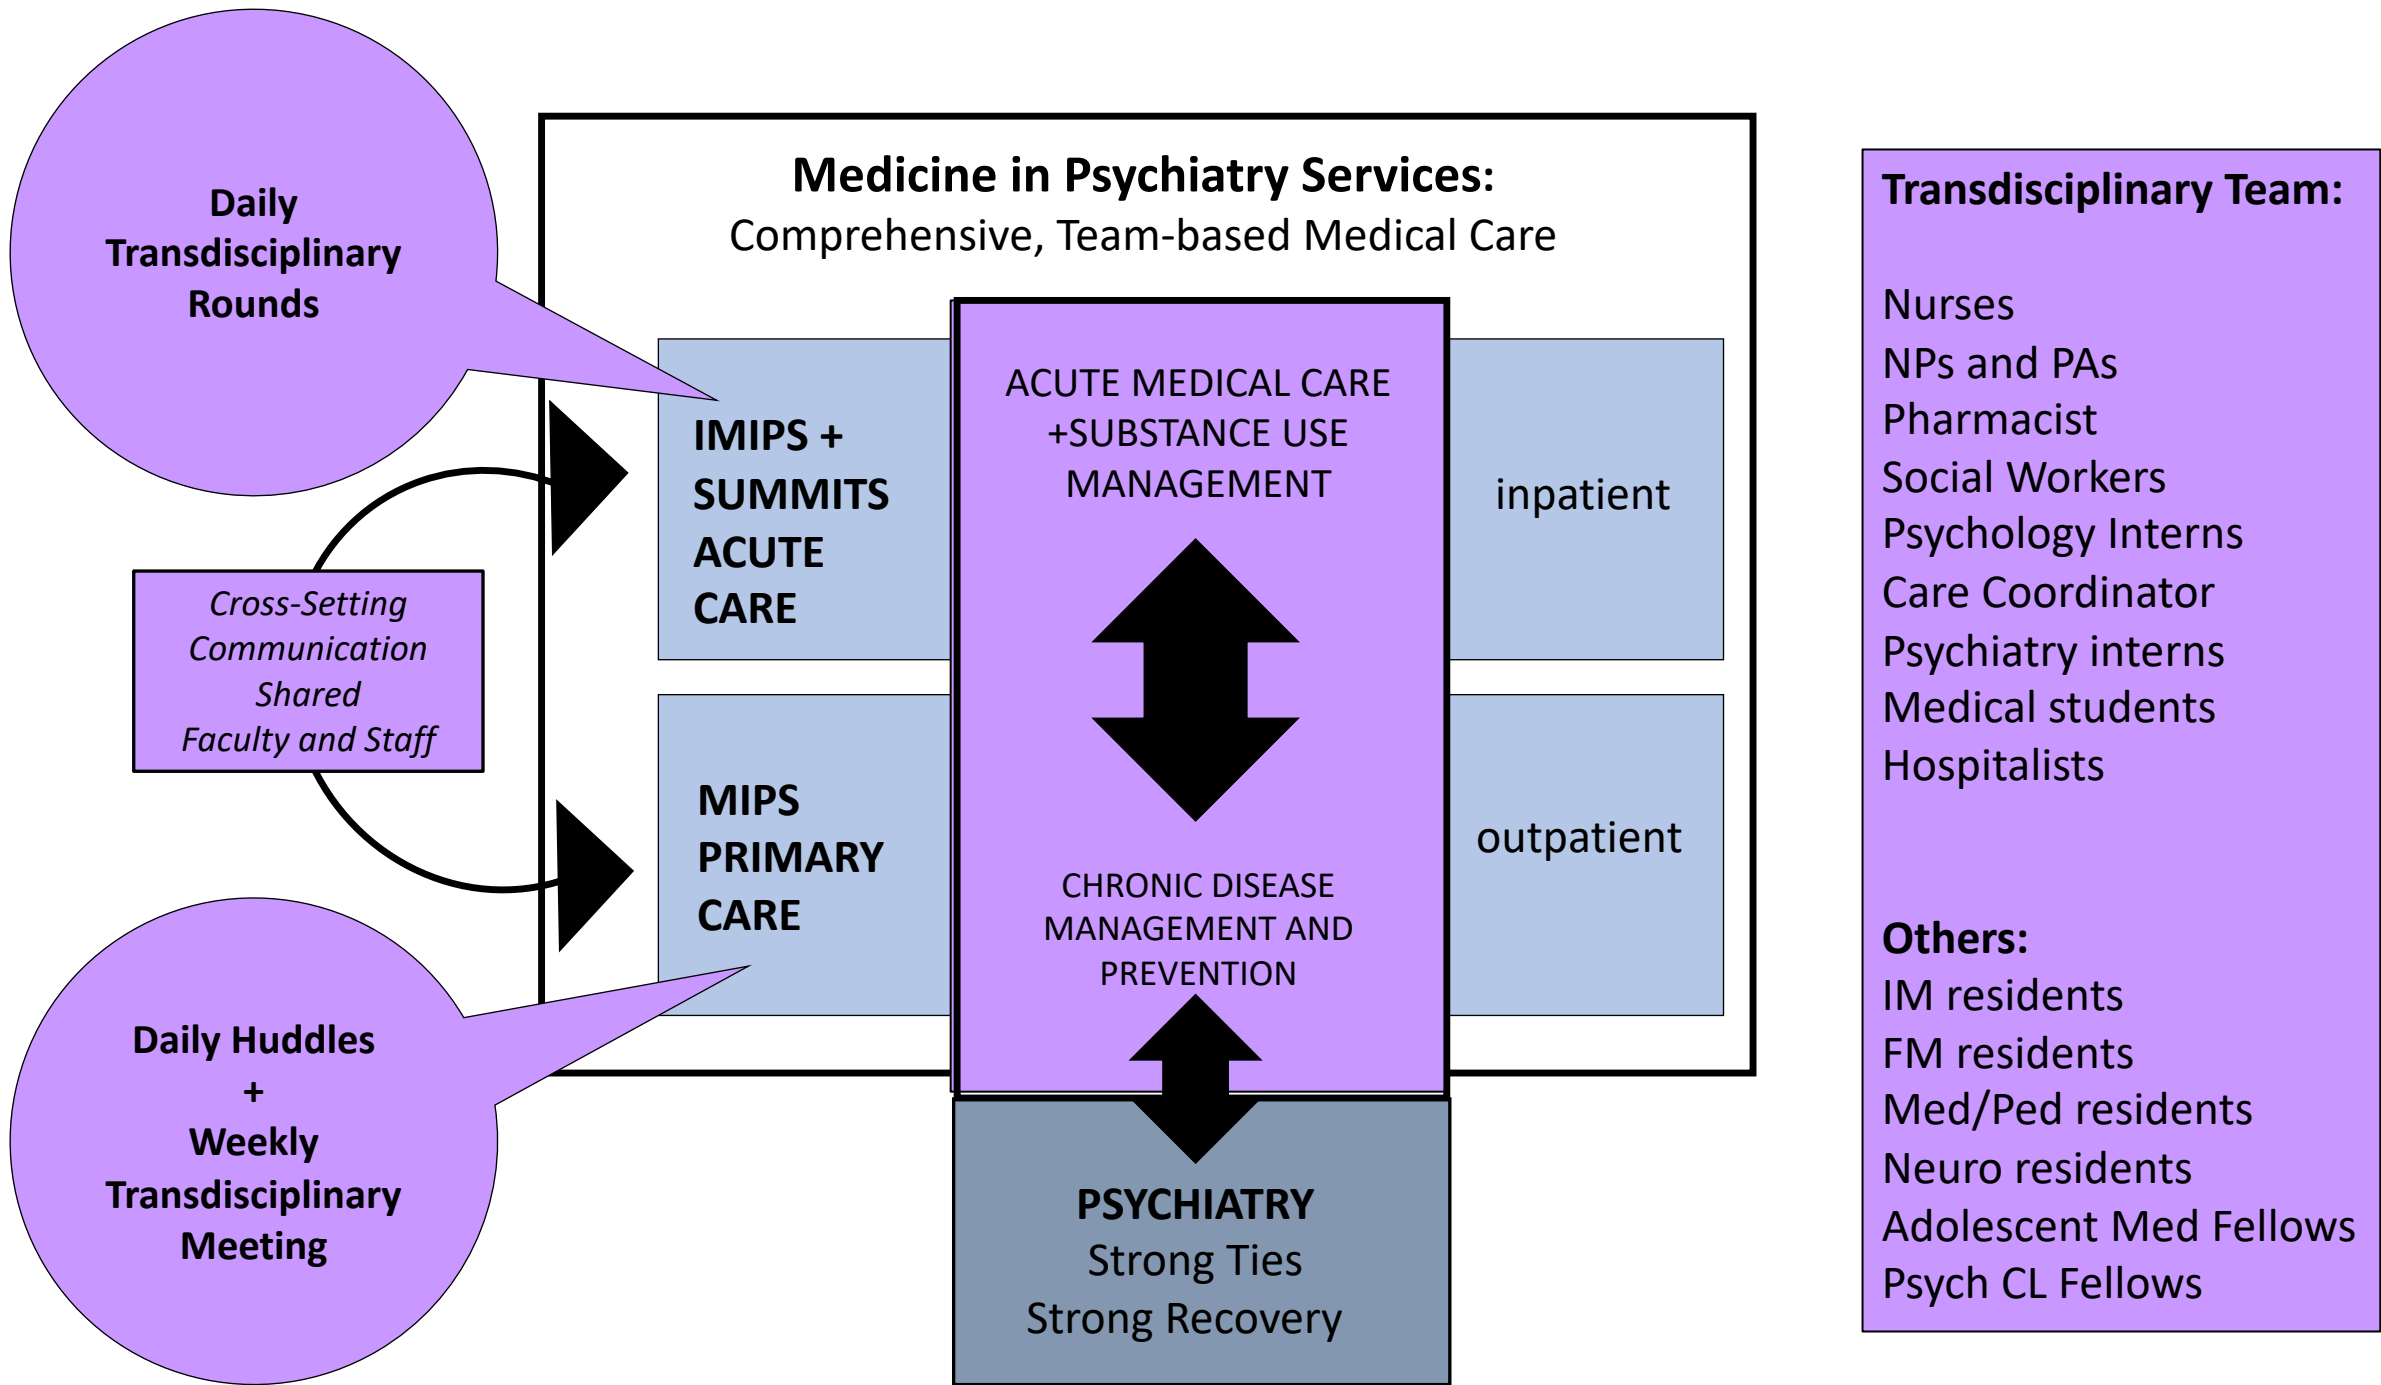 Daily
Transdisciplinary
Rounds
Medicine in Psychiatry Services:
Comprehensive, Team-based Medical Care
IMIPS +
SUMMITS
ACUTE
CARE
ACUTE MEDICAL CARE
+SUBSTANCE USE
MANAGEMENT
inpatient
Cross-Setting
Communication
Shared
Faculty and Staff
MIPS
PRIMARY
CARE
CHRONIC DISEASE
MANAGEMENT AND
PREVENTION
outpatient
Daily Huddles
+
Weekly
Transdisciplinary
Meeting
PSYCHIATRY
Strong Ties
Strong Recovery
Transdisciplinary Team:
Nurses
NPs and PAs
Pharmacist
Social Workers
Psychology Interns
Care Coordinator
Psychiatry interns
Medical students
Hospitalists
Others:
IM residents
FM residents
Med/Ped residents
Neuro residents
Adolescent Med Fellows
Psych CL Fellows